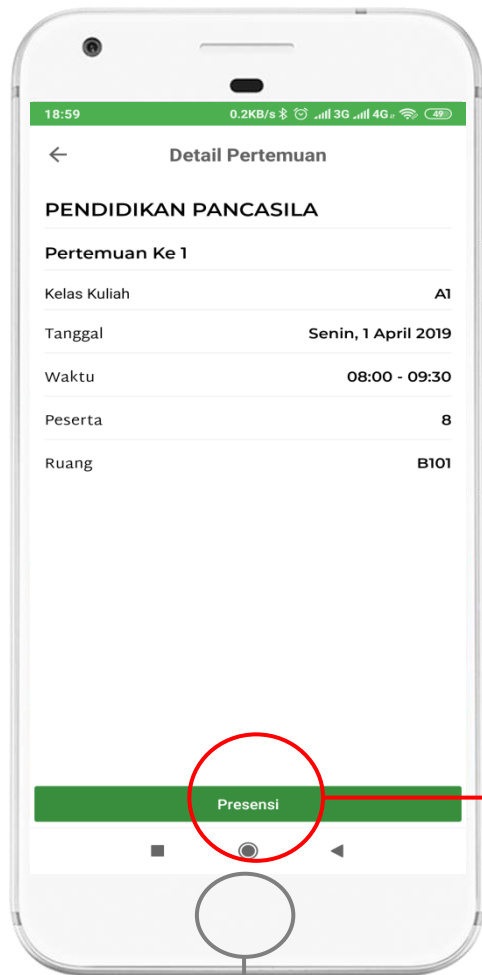 18:59 0.2KB/s 3G 4G 49
Detail Pertemuan
PENDIDIKAN PANCASILA
Pertemuan Ke 1
Kelas Kuliah A1
Tanggal Senin, 1 April 2019
Waktu 08:00 - 09:30
Peserta 8
Ruang B101
Presensi